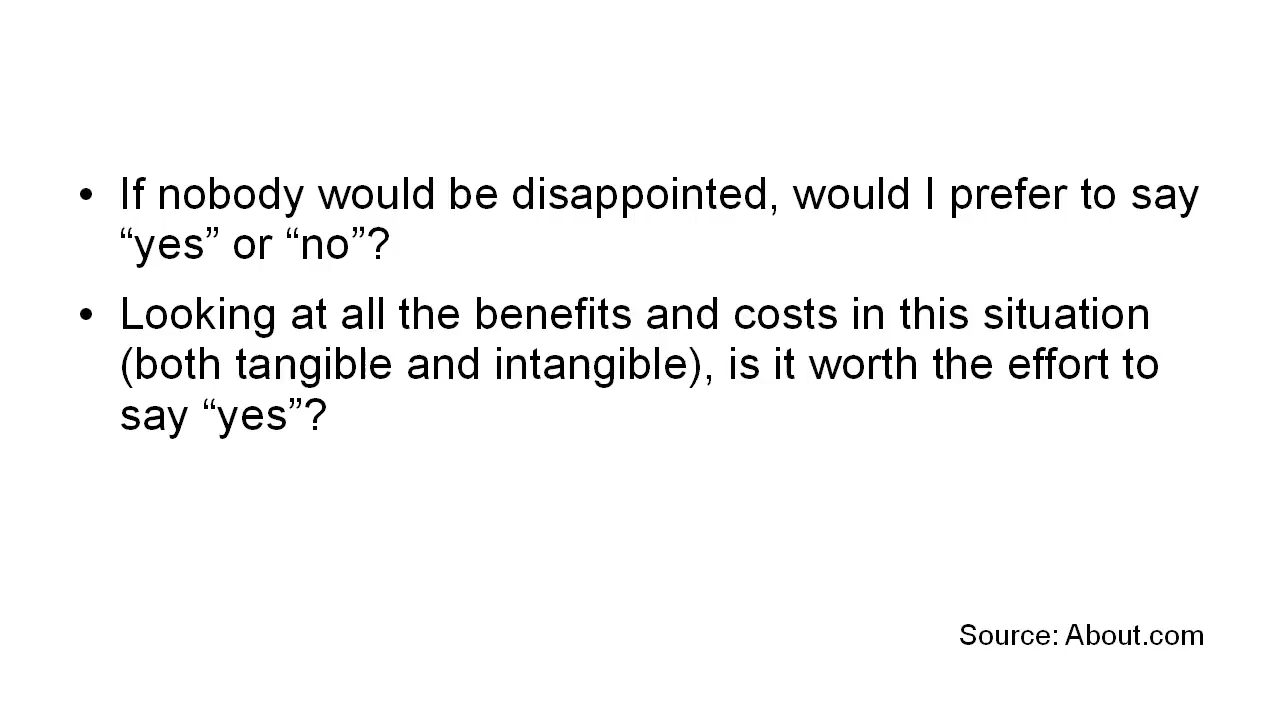 • If nobody would be disappointed, would I prefer to say
“yes” or “no”?
• Looking at all the benefits and costs in this situation
(both tangible and intangible), is it worth the effort to
say “yes”?
Source: About.com